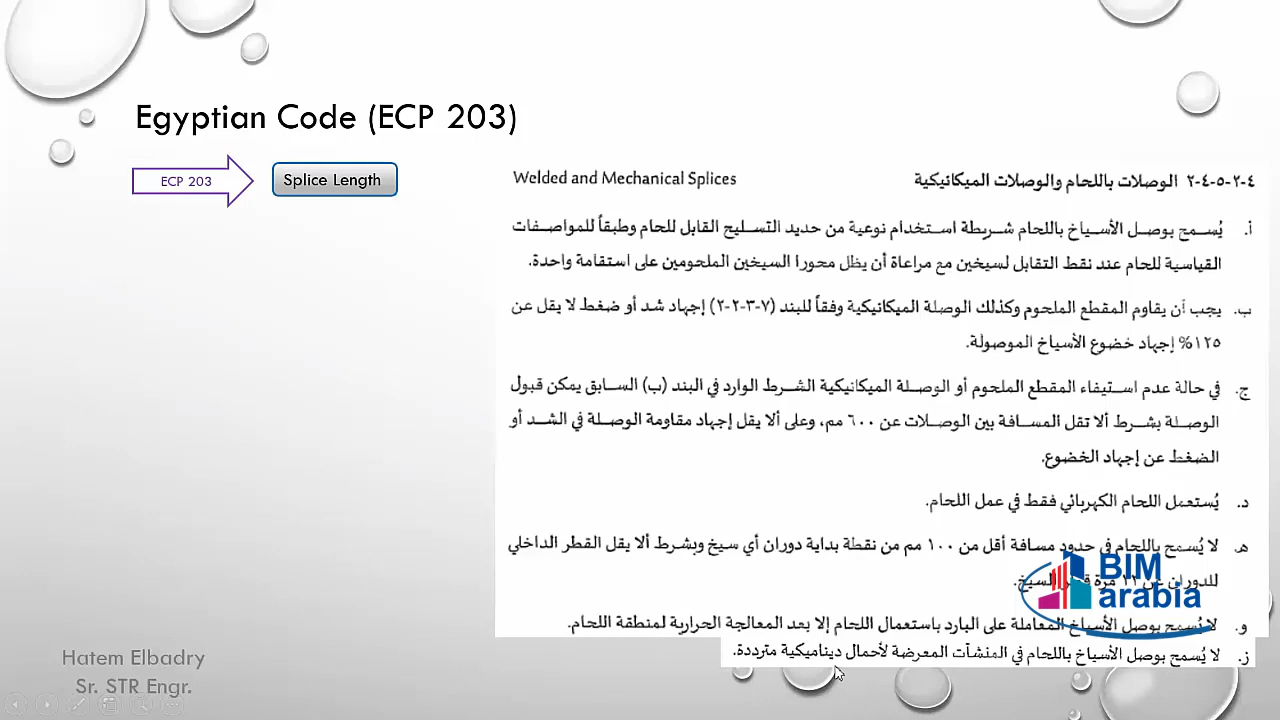 Egyptian Code (ECP 203)
ECP 203
Splice Length
٤-٢-٥-٤-٢ الوصلات باللحام والوصلات الميكانيكية
Welded and Mechanical Splices
أ. يُسمح بوصل الأسياخ باللحام شريطة استخدام نوعية من حديد التسليح القابل للحام وطبقاً للمواصفات
القياسية للحام عند نقط التقابل لسيخين مع مراعاة أن يظل محورا السيخين الملحومين على استقامة واحدة.
ب. يجب أن يقاوم المقطع الملحوم وكذلك الوصلة الميكانيكية وفقاً للبند (٧-٣-٢-٢) إجهاد شد أو ضغط لا يقل عن
١٢٥% إجهاد خضوع الأسياخ الموصولة.
ج. في حالة عدم استيفاء المقطع الملحوم أو الوصلة الميكانيكية الشرط الوارد في البند (ب) السابق يمكن قبول
الوصلة بشرط ألا تقل المسافة بين الوصلات عن ٦٠٠ مم، وعلى ألا يقل إجهاد مقاومة الوصلة في الشد أو
الضغط عن إجهاد الخضوع.
د. يُستعمل اللحام الكهربائي فقط في عمل اللحام.
هـ. لا يُسمح باللحام في حدود مسافة أقل من ١٠٠ مم من نقطة بداية دوران أي سيخ وبشرط ألا يقل القطر الداخلي
للدوران عن مرة قطر السيخ.
BIM
arabia
و. لا يُسمح بوصل الأسياخ المعاملة على البارد باستعمال اللحام إلا بعد المعالجة الحرارية لمنطقة اللحام.
ز. لا يُسمح بوصل الأسياخ باللحام في المنشآت المعرضة لأحمال ديناميكية مترددة.
Hatem Elbadry
Sr. STR Engr.